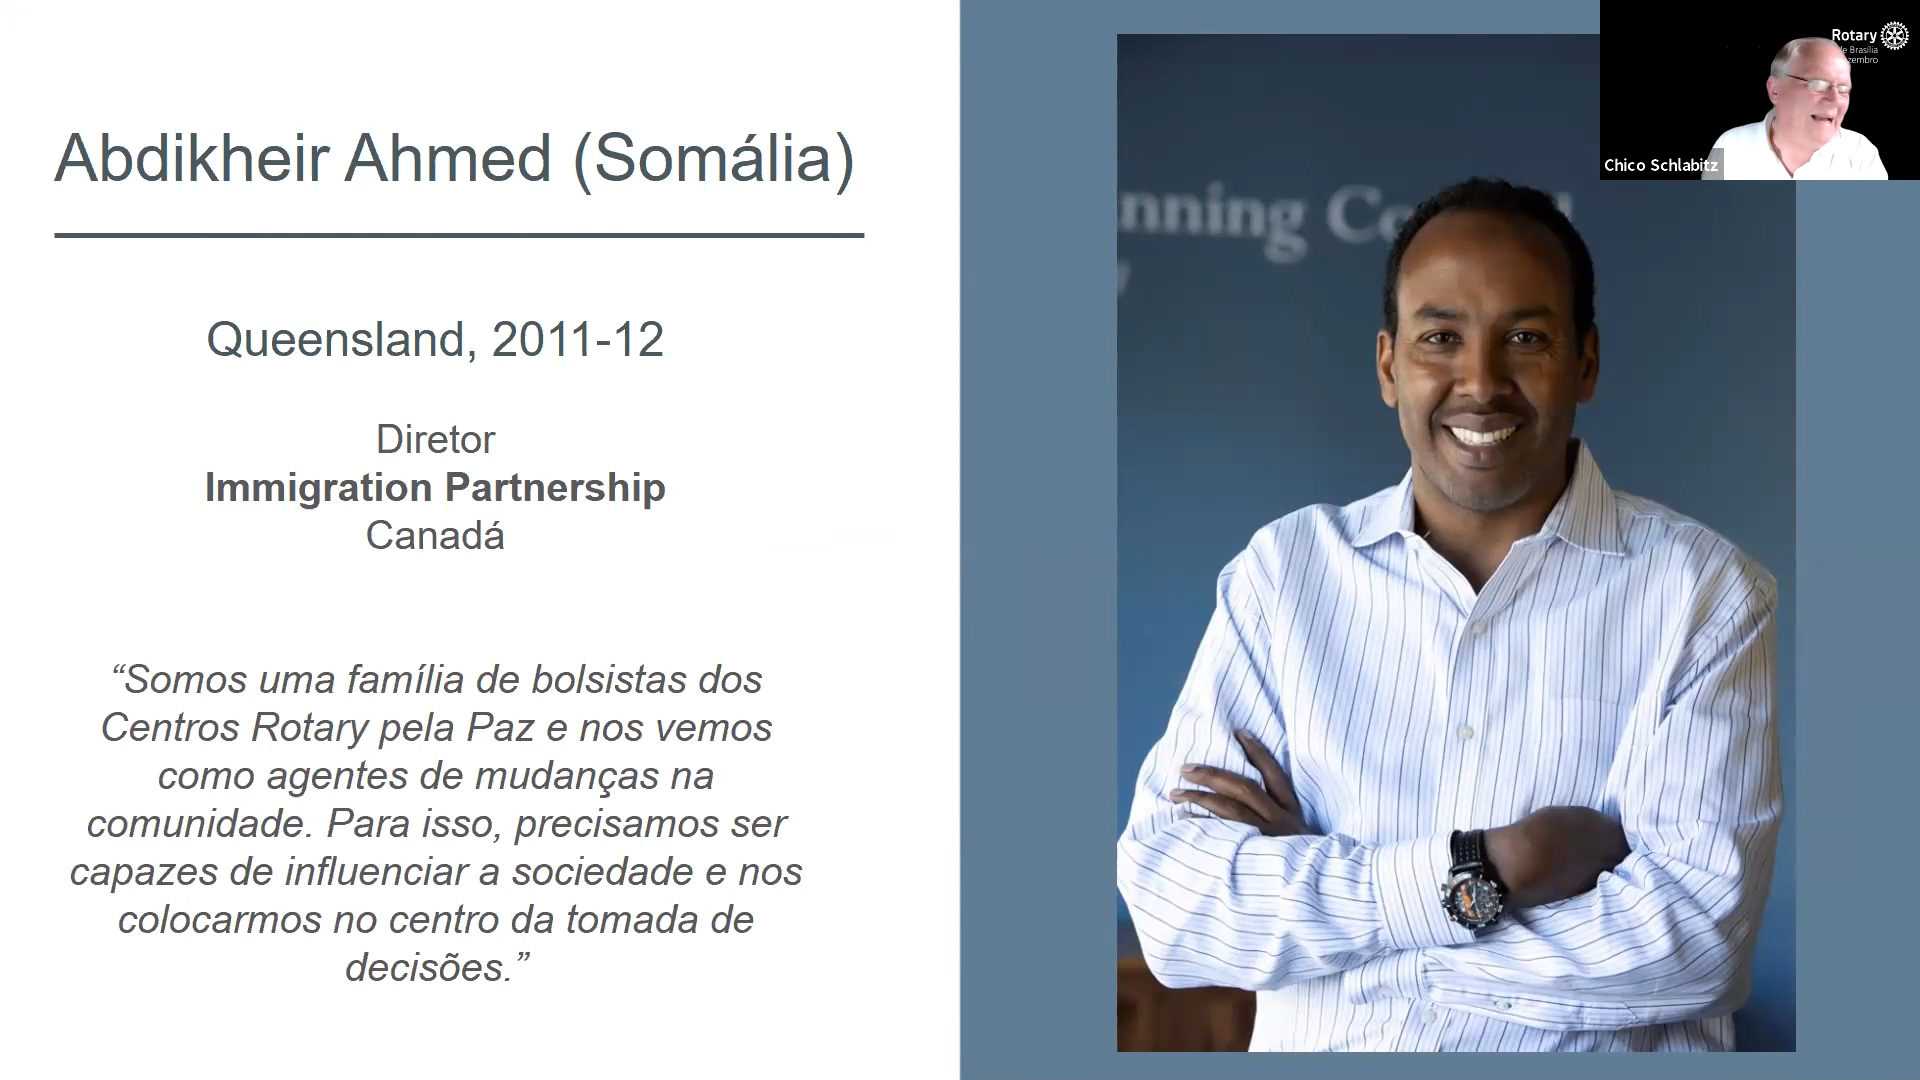 Abdikheir Ahmed (Somália)
Queensland, 2011-12
Diretor
Immigration Partnership
Canadá
“Somos uma família de bolsistas dos
Centros Rotary pela Paz e nos vemos
como agentes de mudanças na
comunidade. Para isso, precisamos ser
capazes de influenciar a sociedade e nos
colocarmos no centro da tomada de
decisões.”
Rotary
Brasília
Chico Schlabitz